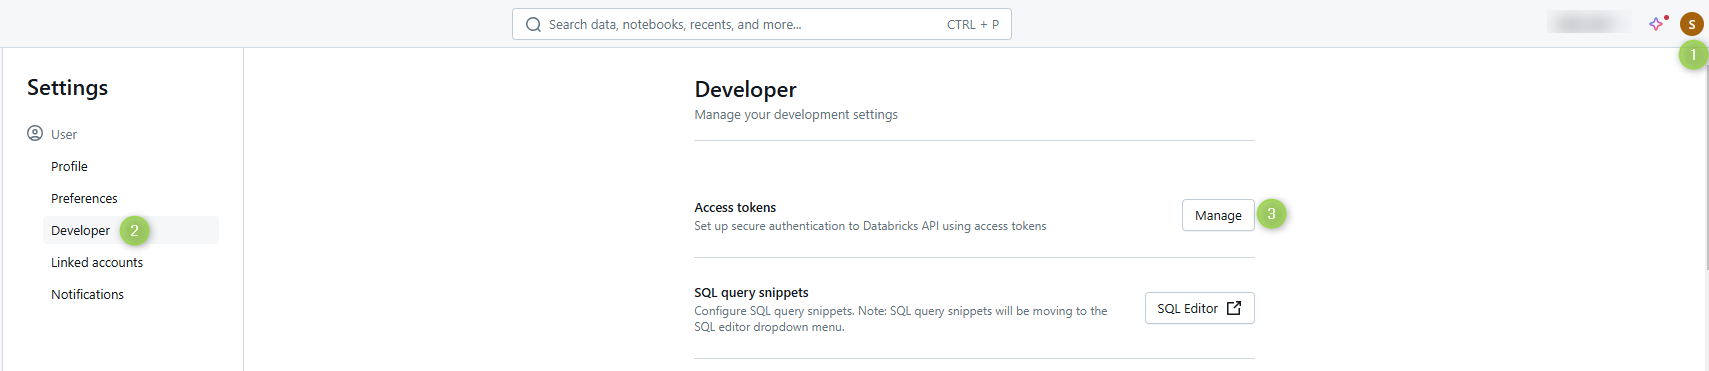 Search data, notebooks, recents, and more... CTRL + P
S
1
Settings
User
Profile
Preferences
Developer 2
Linked accounts
Notifications
Developer
Manage your development settings
Access tokens
Set up secure authentication to Databricks API using access tokens
Manage 3
SQL query snippets
Configure SQL query snippets. Note: SQL query snippets will be moving to the
SQL editor dropdown menu.
SQL Editor